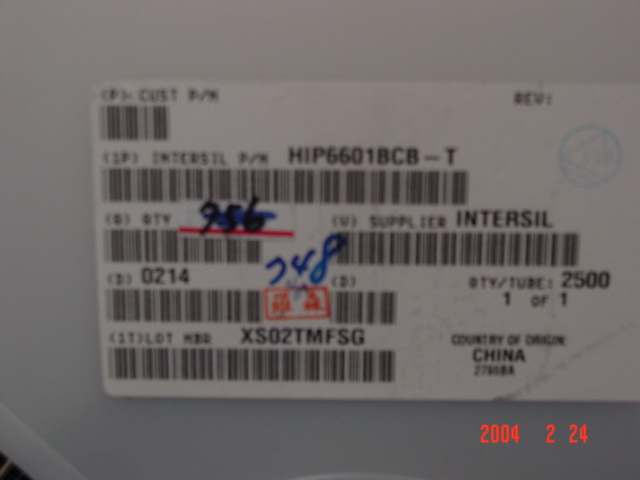 (P) CUST P/N REV:
(1P) INTERSIL P/N HIP6601BCB-T
(Q) QTY 956 (V) SUPPLIER INTERSIL
748
(D) 0214 (D) QTY/TUBE: 2500
1 OF 1
(1T)LOT NBR XS02TMFSG
COUNTRY OF ORIGIN:
CHINA
2004 2 24